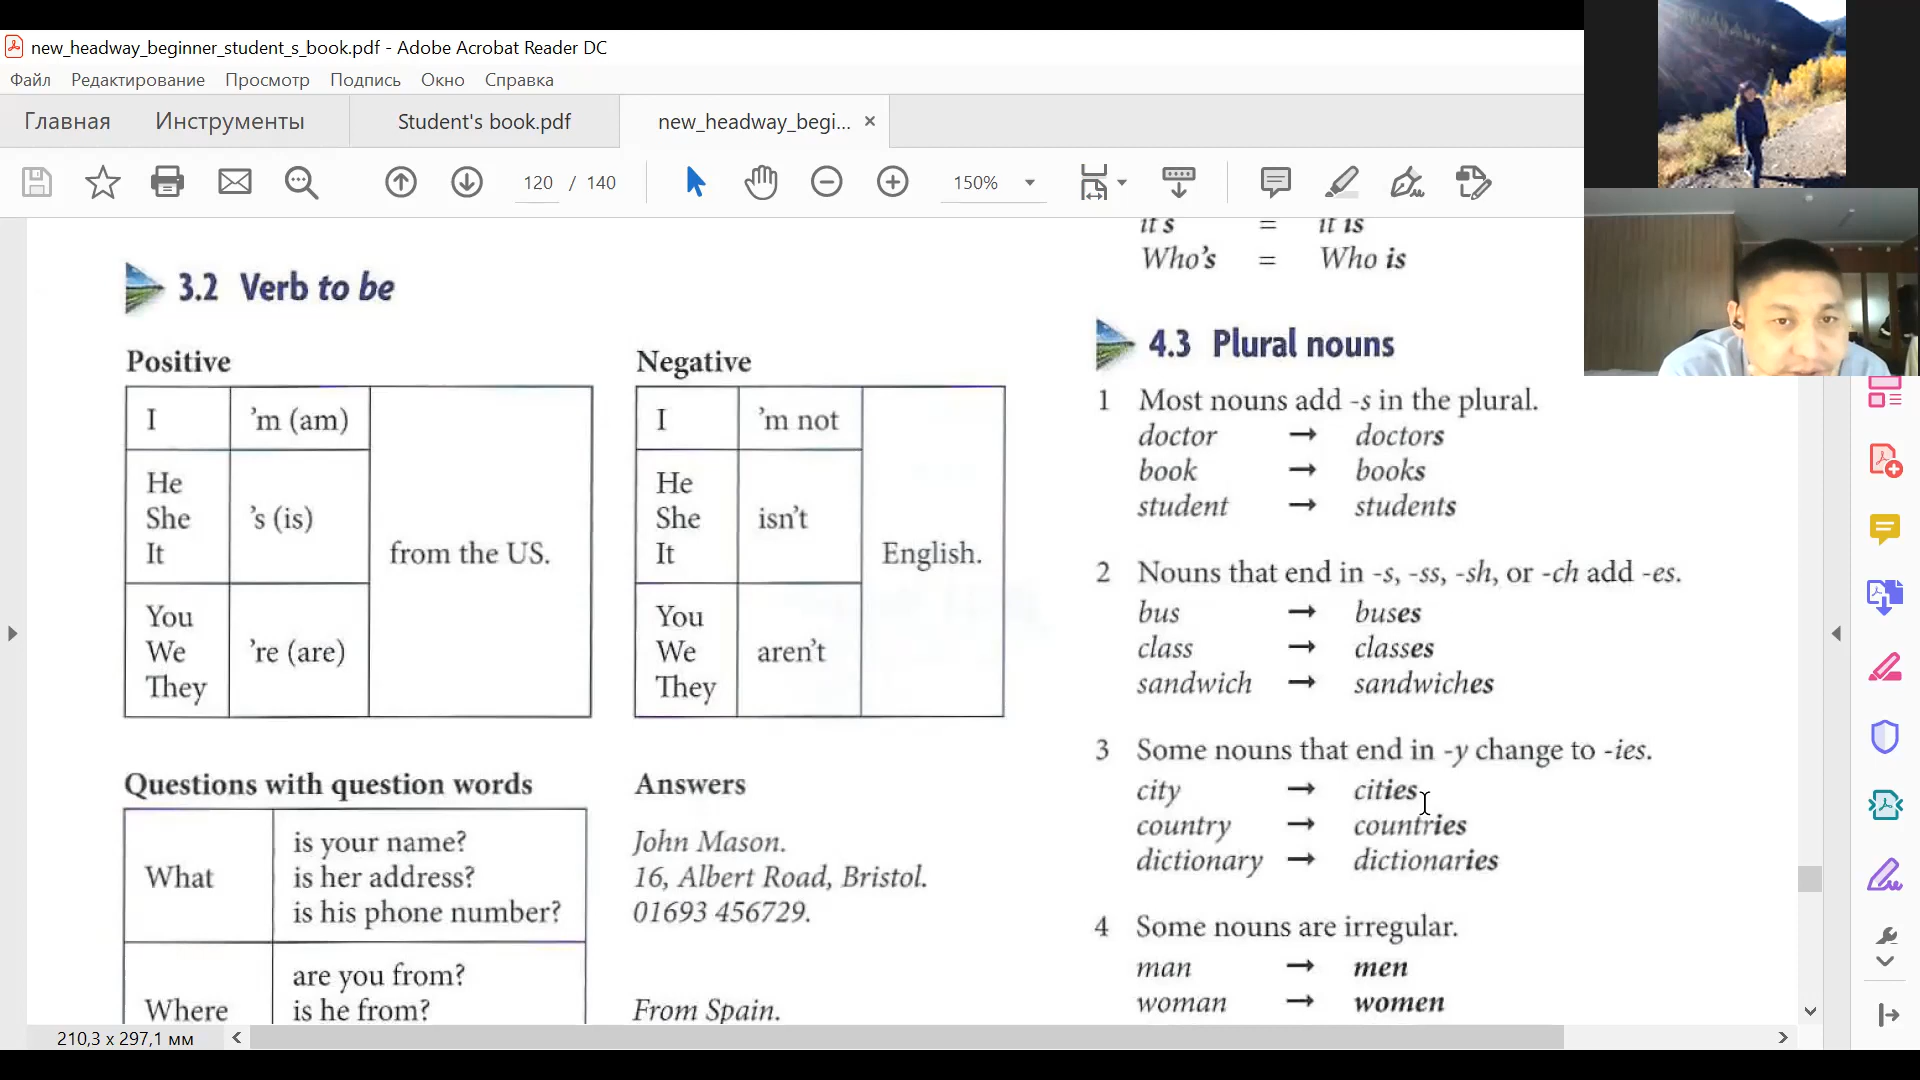 new_headway_beginner_student_s_book.pdf - Adobe Acrobat Reader DC
Файл Редактирование Просмотр Подпись Окно Справка
Главная Инструменты Student's book.pdf new_headway_begi... ×
120 / 140 150%
3.2 Verb to be
Positive
I 'm (am)
He
She 's (is)
It
from the US.
You
We 're (are)
They
Negative
I 'm not
He
She isn't
It
English.
You
We aren't
They
Questions with question words Answers
What
is your name? John Mason.
is her address? 16, Albert Road, Bristol.
is his phone number? 01693 456729.
Where
are you from?
is he from? From Spain.
it's = it is
Who's = Who is
4.3 Plural nouns
1 Most nouns add -s in the plural.
doctor → doctors
book → books
student → students
2 Nouns that end in -s, -ss, -sh, or -ch add -es.
bus → buses
class → classes
sandwich → sandwiches
3 Some nouns that end in -y change to -ies.
city → cities
country → countries
dictionary → dictionaries
4 Some nouns are irregular.
man → men
woman → women
210,3 x 297,1 мм